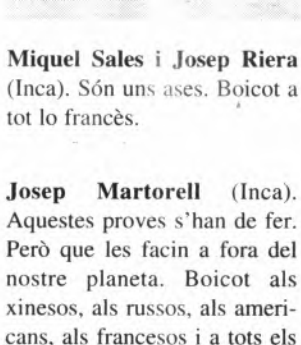 Miquel Sales i Josep Riera
(Inca). Són uns ases. Boicot a
tot lo francès.
Josep Martorell (Inca).
Aquestes proves s'han de fer.
Però que les facin a fora del
nostre planeta. Boicot als
xinesos, als russos, als ameri-
cans, als francesos i a tots els